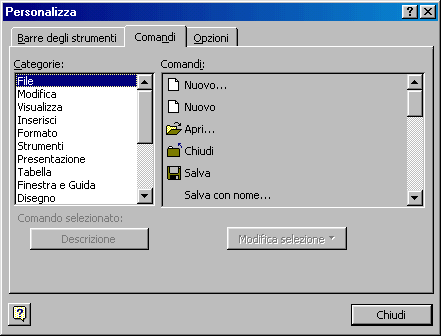 Personalizza
Barre degli strumenti Comandi Opzioni
Categorie: Comandi:
File
Modifica
Visualizza
Inserisci
Formato
Strumenti
Presentazione
Tabella
Finestra e Guida
Disegno
Nuovo...
Nuovo
Apri...
Chiudi
Salva
Salva con nome...
Comando selezionato:
Descrizione Modifica selezione
Chiudi